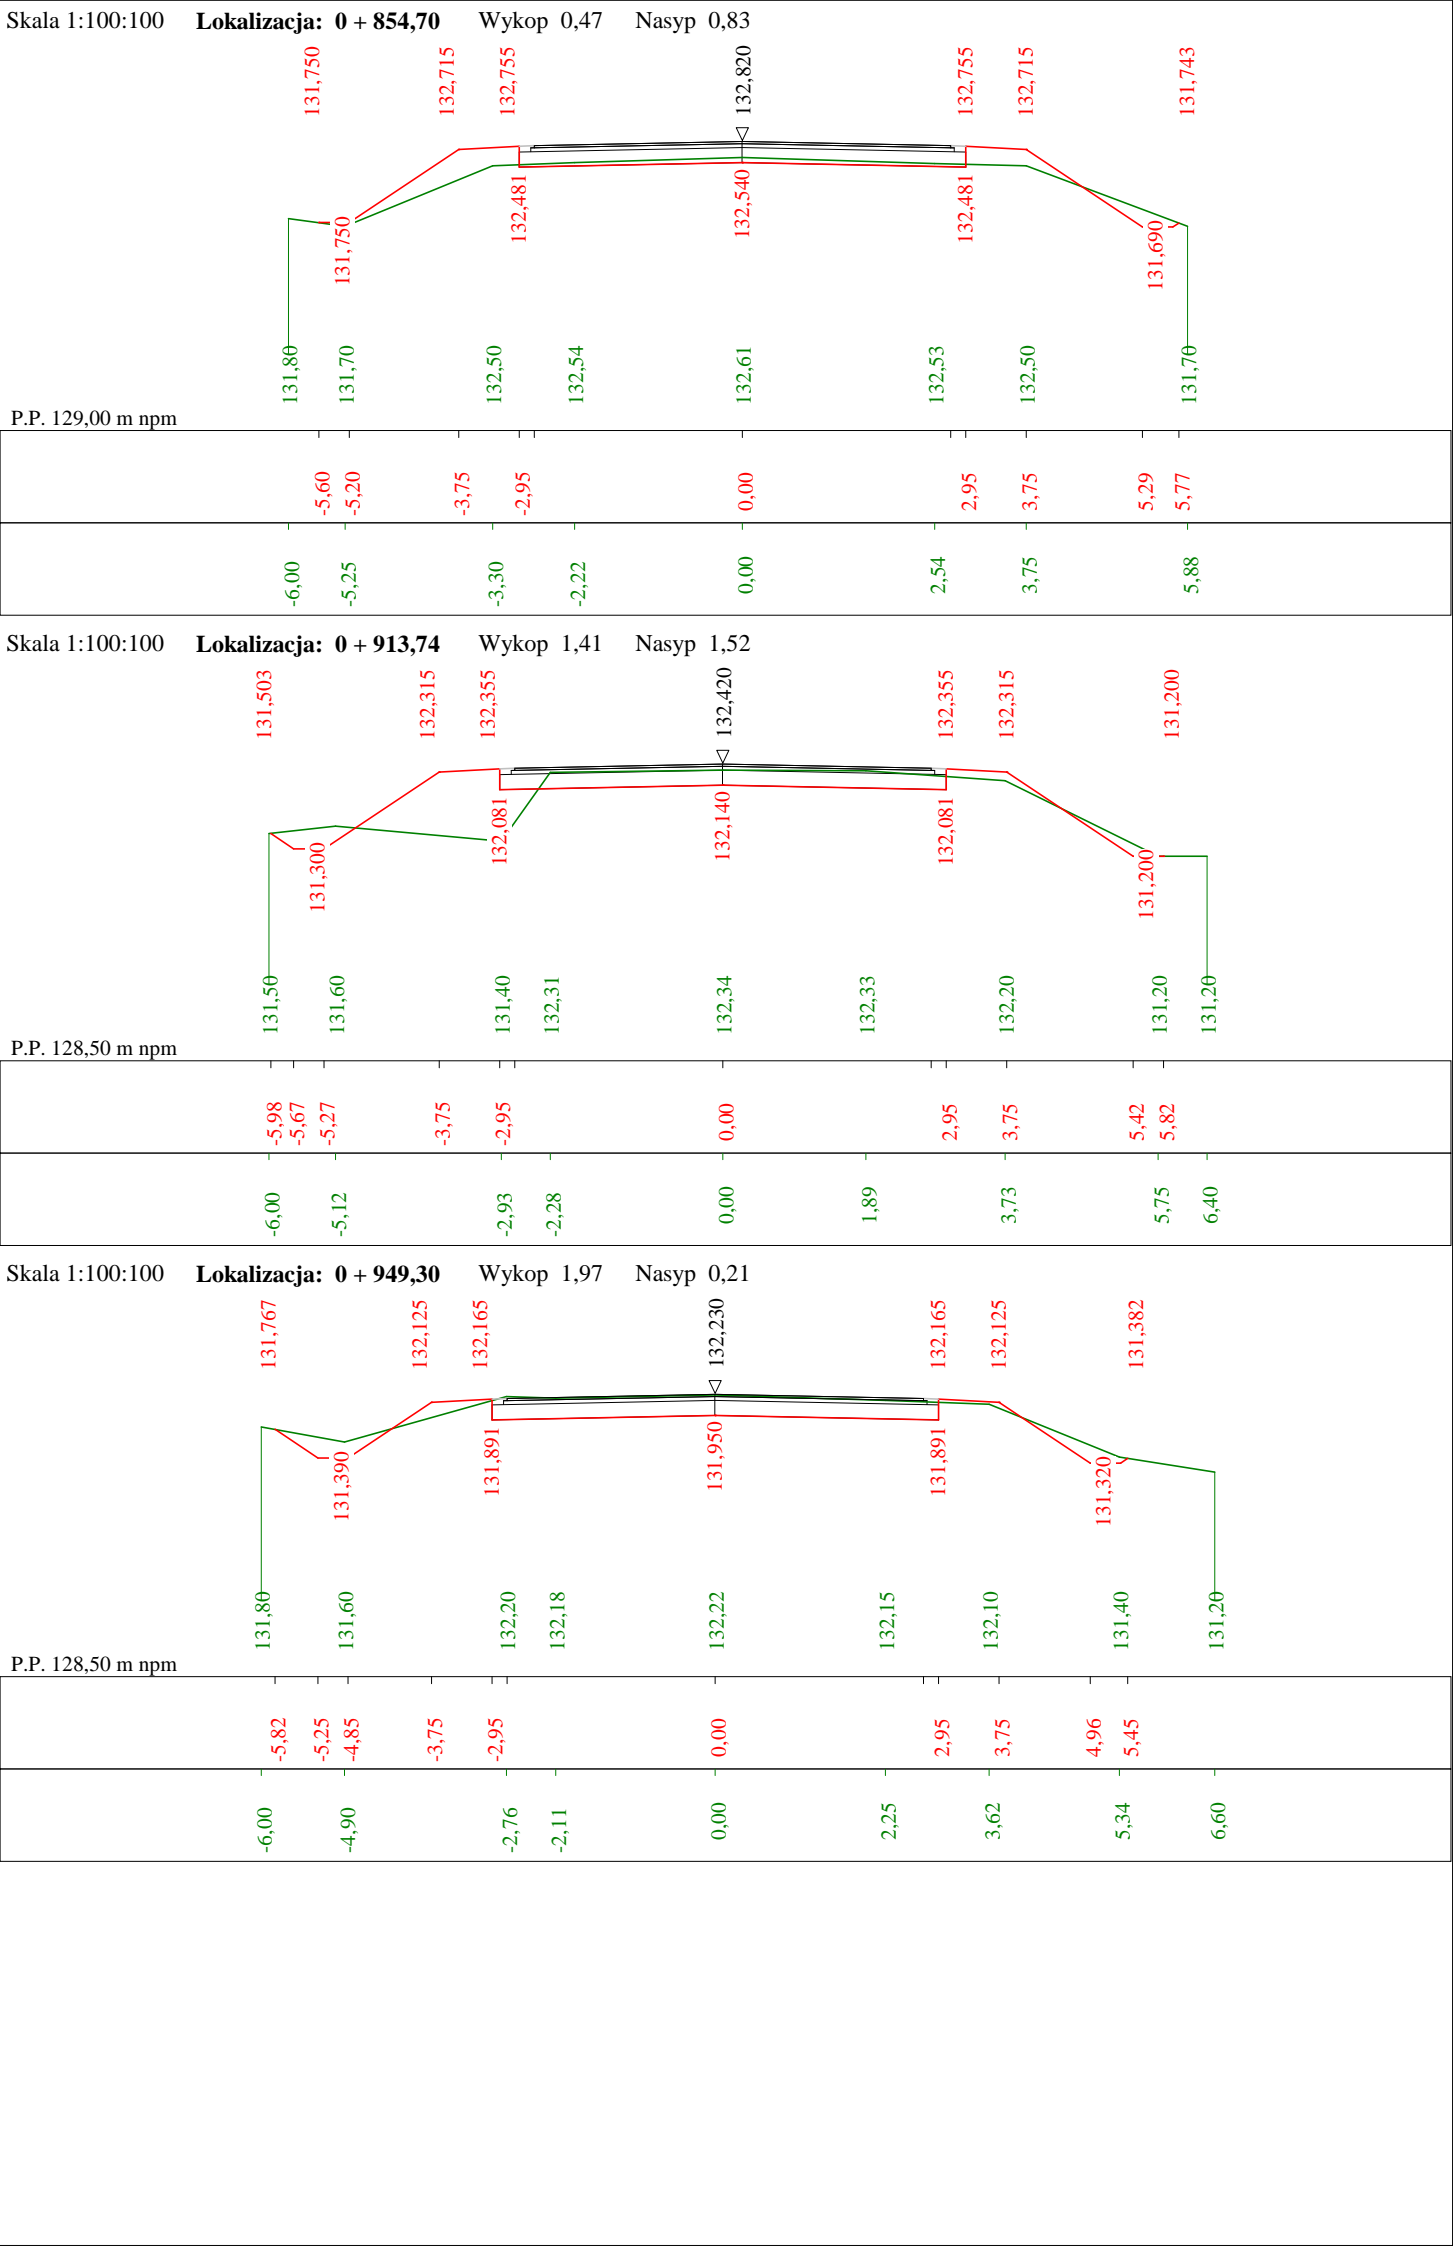 Skala 1:100:100 Lokalizacja: 0 + 854,70 Wykop 0,47 Nasyp 0,83
131,750 132,715 132,755 132,820 132,755 132,715 131,743
131,750 132,481 132,540 132,481 131,690
131,80 131,70 132,50 132,54 132,61 132,53 132,50 131,70
P.P. 129,00 m npm
-5,60 -5,20 -3,75 -2,95 0,00 2,95 3,75 5,29 5,77
-6,00 -5,25 -3,30 -2,22 0,00 2,54 3,75 5,88
Skala 1:100:100 Lokalizacja: 0 + 913,74 Wykop 1,41 Nasyp 1,52
131,503 132,315 132,355 132,420 132,355 132,315 131,200
131,300 132,081 132,140 132,081 131,200
131,50 131,60 131,40 132,31 132,34 132,33 132,20 131,20 131,20
P.P. 128,50 m npm
-5,98 -5,67 -5,27 -3,75 -2,95 0,00 2,95 3,75 5,42 5,82
-6,00 -5,12 -2,93 -2,28 0,00 1,89 3,73 5,75 6,40
Skala 1:100:100 Lokalizacja: 0 + 949,30 Wykop 1,97 Nasyp 0,21
131,767 132,125 132,165 132,230 132,165 132,125 131,382
131,390 131,891 131,950 131,891 131,320
131,80 131,60 132,20 132,18 132,22 132,15 132,10 131,40 131,20
P.P. 128,50 m npm
-5,82 -5,25 -4,85 -3,75 -2,95 0,00 2,95 3,75 4,96 5,45
-6,00 -4,90 -2,76 -2,11 0,00 2,25 3,62 5,34 6,60